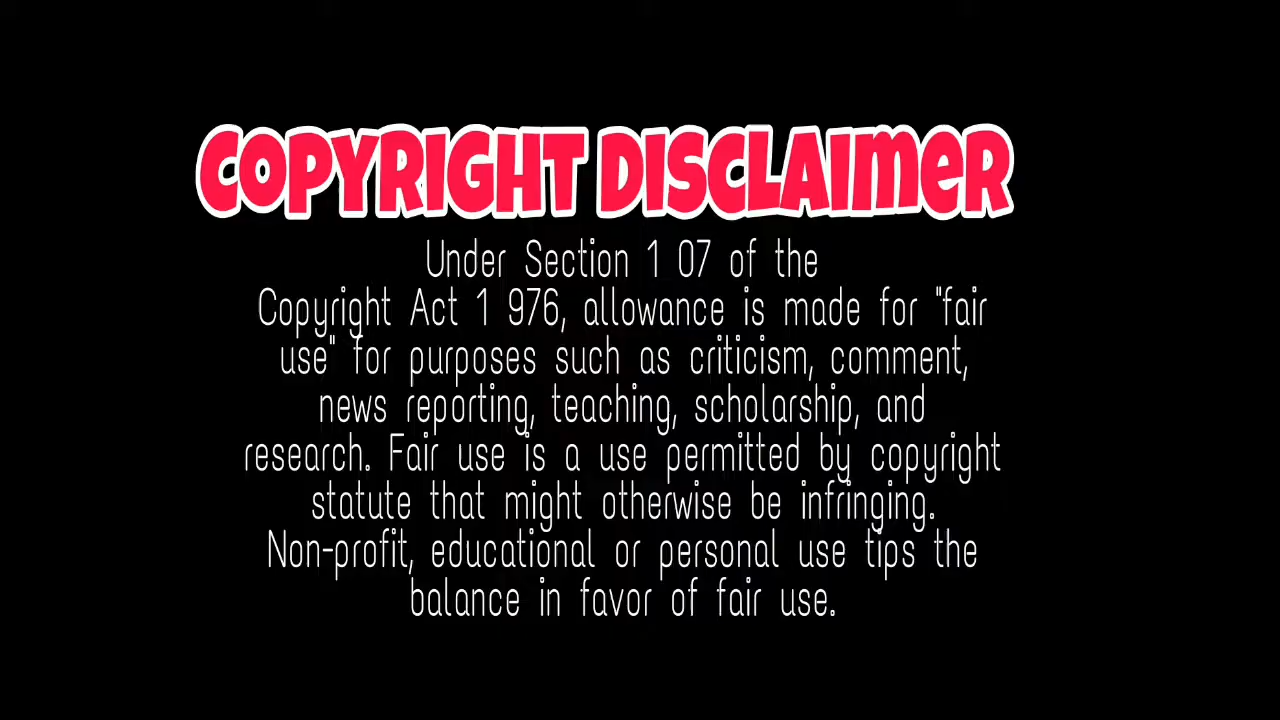 COPYRIGHT DISCLAIMER
Under Section 1 07 of the
Copyright Act 1 976, allowance is made for "fair
use" for purposes such as criticism, comment,
news reporting, teaching, scholarship, and
research. Fair use is a use permitted by copyright
statute that might otherwise be infringing.
Non-profit, educational or personal use tips the
balance in favor of fair use.